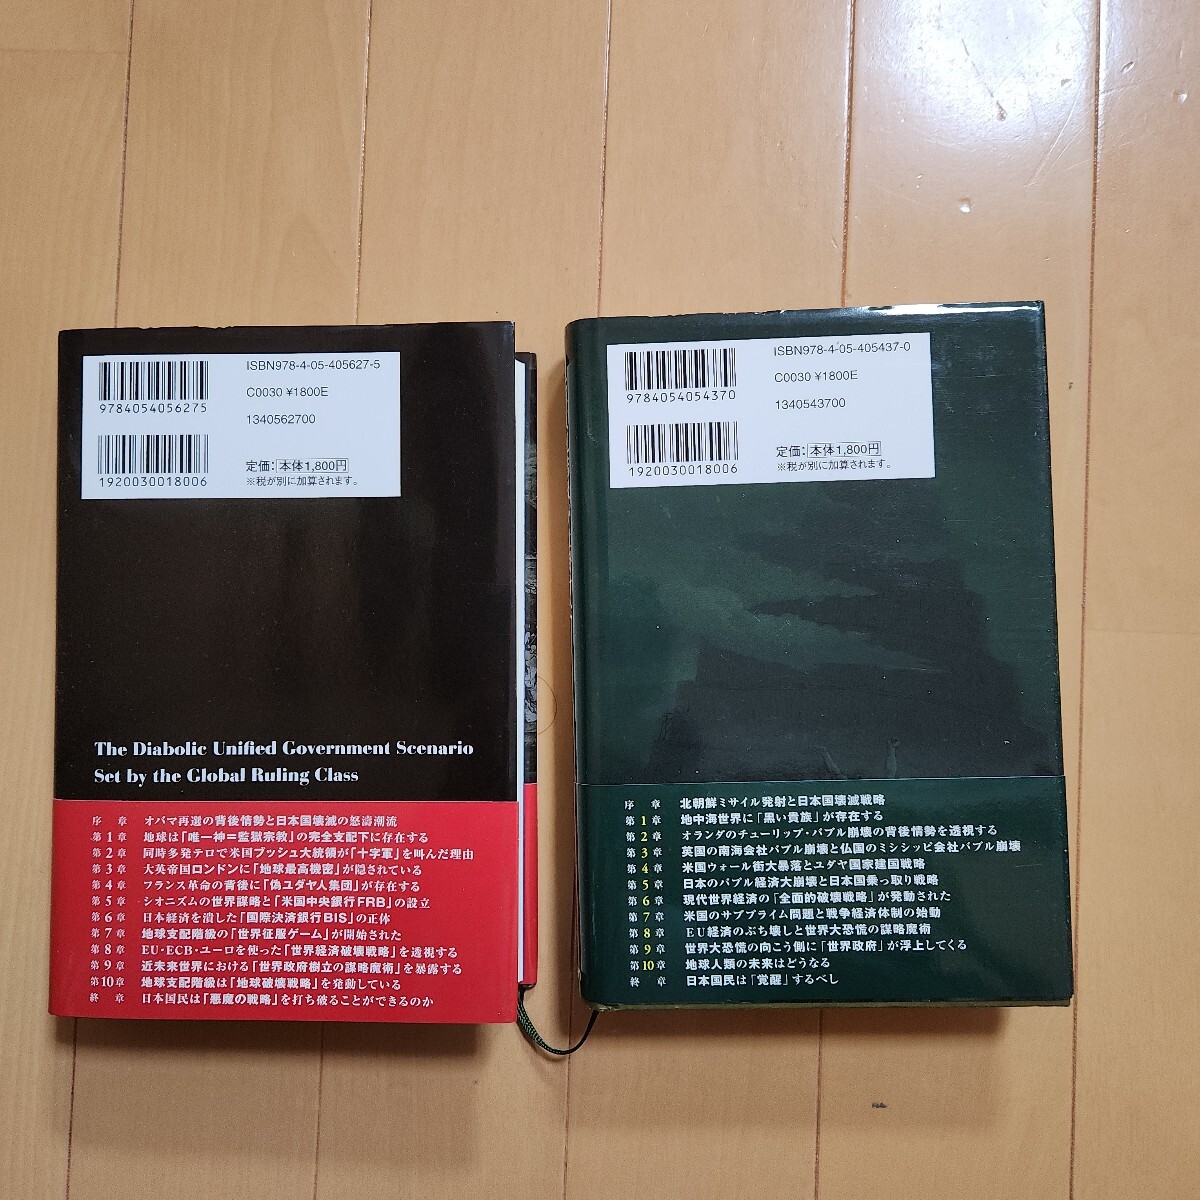 ISBN978-4-05-405627-5
C0030 ¥1800E
9784054056275
1340562700
定価：本体1,800円
※税が別に加算されます。
1920030018006
The Diabolic Unified Government Scenario
Set by the Global Ruling Class
序　章　オバマ再選の背後情勢と日本国壊滅の怒濤潮流
第１章　地球は「唯一神＝監獄宗教」の完全支配下に存在する
第２章　同時多発テロで米国ブッシュ大統領が「十字軍」を叫んだ理由
第３章　大英帝国ロンドンに「地球最高機密」が隠されている
第４章　フランス革命の背後に「偽ユダヤ人集団」が存在する
第５章　シオニズムの世界謀略と「米国中央銀行FRB」の設立
第６章　日本経済を潰した「国際決済銀行BIS」の正体
第７章　地球支配階級の「世界征服ゲーム」が開始された
第８章　EU・ECB・ユーロを使った「世界経済破壊戦略」を透視する
第９章　近未来世界における「世界政府樹立の謀略魔術」を暴露する
第10章　地球支配階級は「地球破壊戦略」を発動している
終　章　日本国民は「悪魔の戦略」を打ち破ることができるのか
ISBN978-4-05-405437-0
C0030 ¥1800E
9784054054370
1340543700
定価：本体1,800円
※税が別に加算されます。
1920030018006
序　章　北朝鮮ミサイル発射と日本国壊滅戦略
第１章　地中海世界に「黒い貴族」が存在する
第２章　オランダのチューリップ・バブル崩壊の背後情勢を透視する
第３章　英国の南海会社バブル崩壊と仏国のミシシッピ会社バブル崩壊
第４章　米国ウォール街大暴落とユダヤ国家建国戦略
第５章　日本のバブル経済大崩壊と日本国乗っ取り戦略
第６章　現代世界経済の「全面的破壊戦略」が発動された
第７章　米国のサブプライム問題と戦争経済体制の始動
第８章　EU経済のぶち壊しと世界大恐慌の謀略魔術
第９章　世界大恐慌の向こう側に「世界政府」が浮上してくる
第10章　地球人類の未来はどうなる
終　章　日本国民は「覚醒」するべし